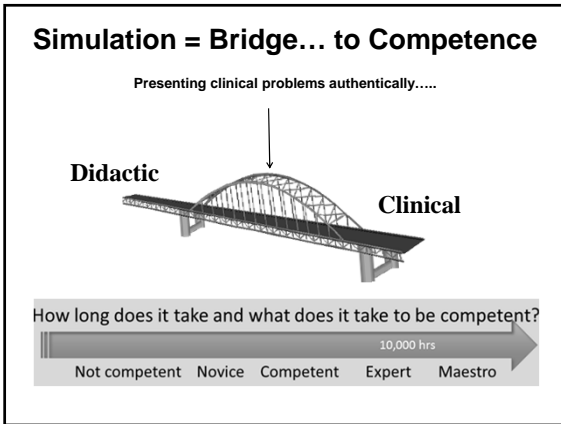 Simulation = Bridge... to Competence
Presenting clinical problems authentically.....
Didactic
Clinical
How long does it take and what does it take to be competent?
10,000 hrs
Not competent Novice Competent Expert Maestro